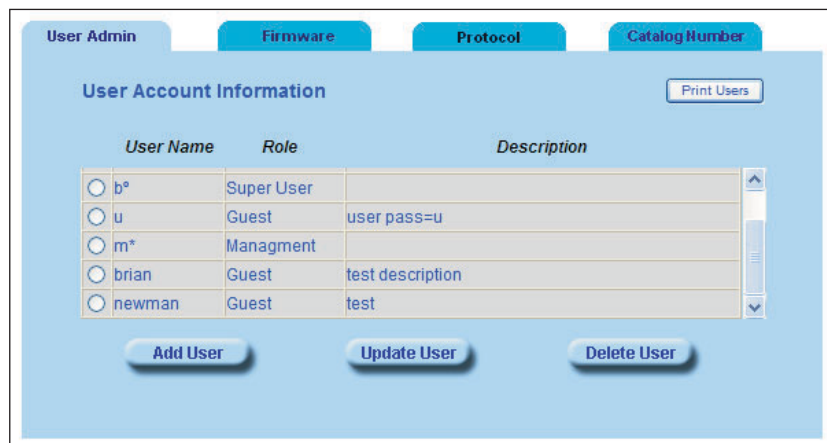 User Admin Firmware Protocol Catalog Number
User Account Information Print Users
User Name Role Description
bº Super User
u Guest user pass=u
m* Managment
brian Guest test description
newman Guest test
Add User Update User Delete User